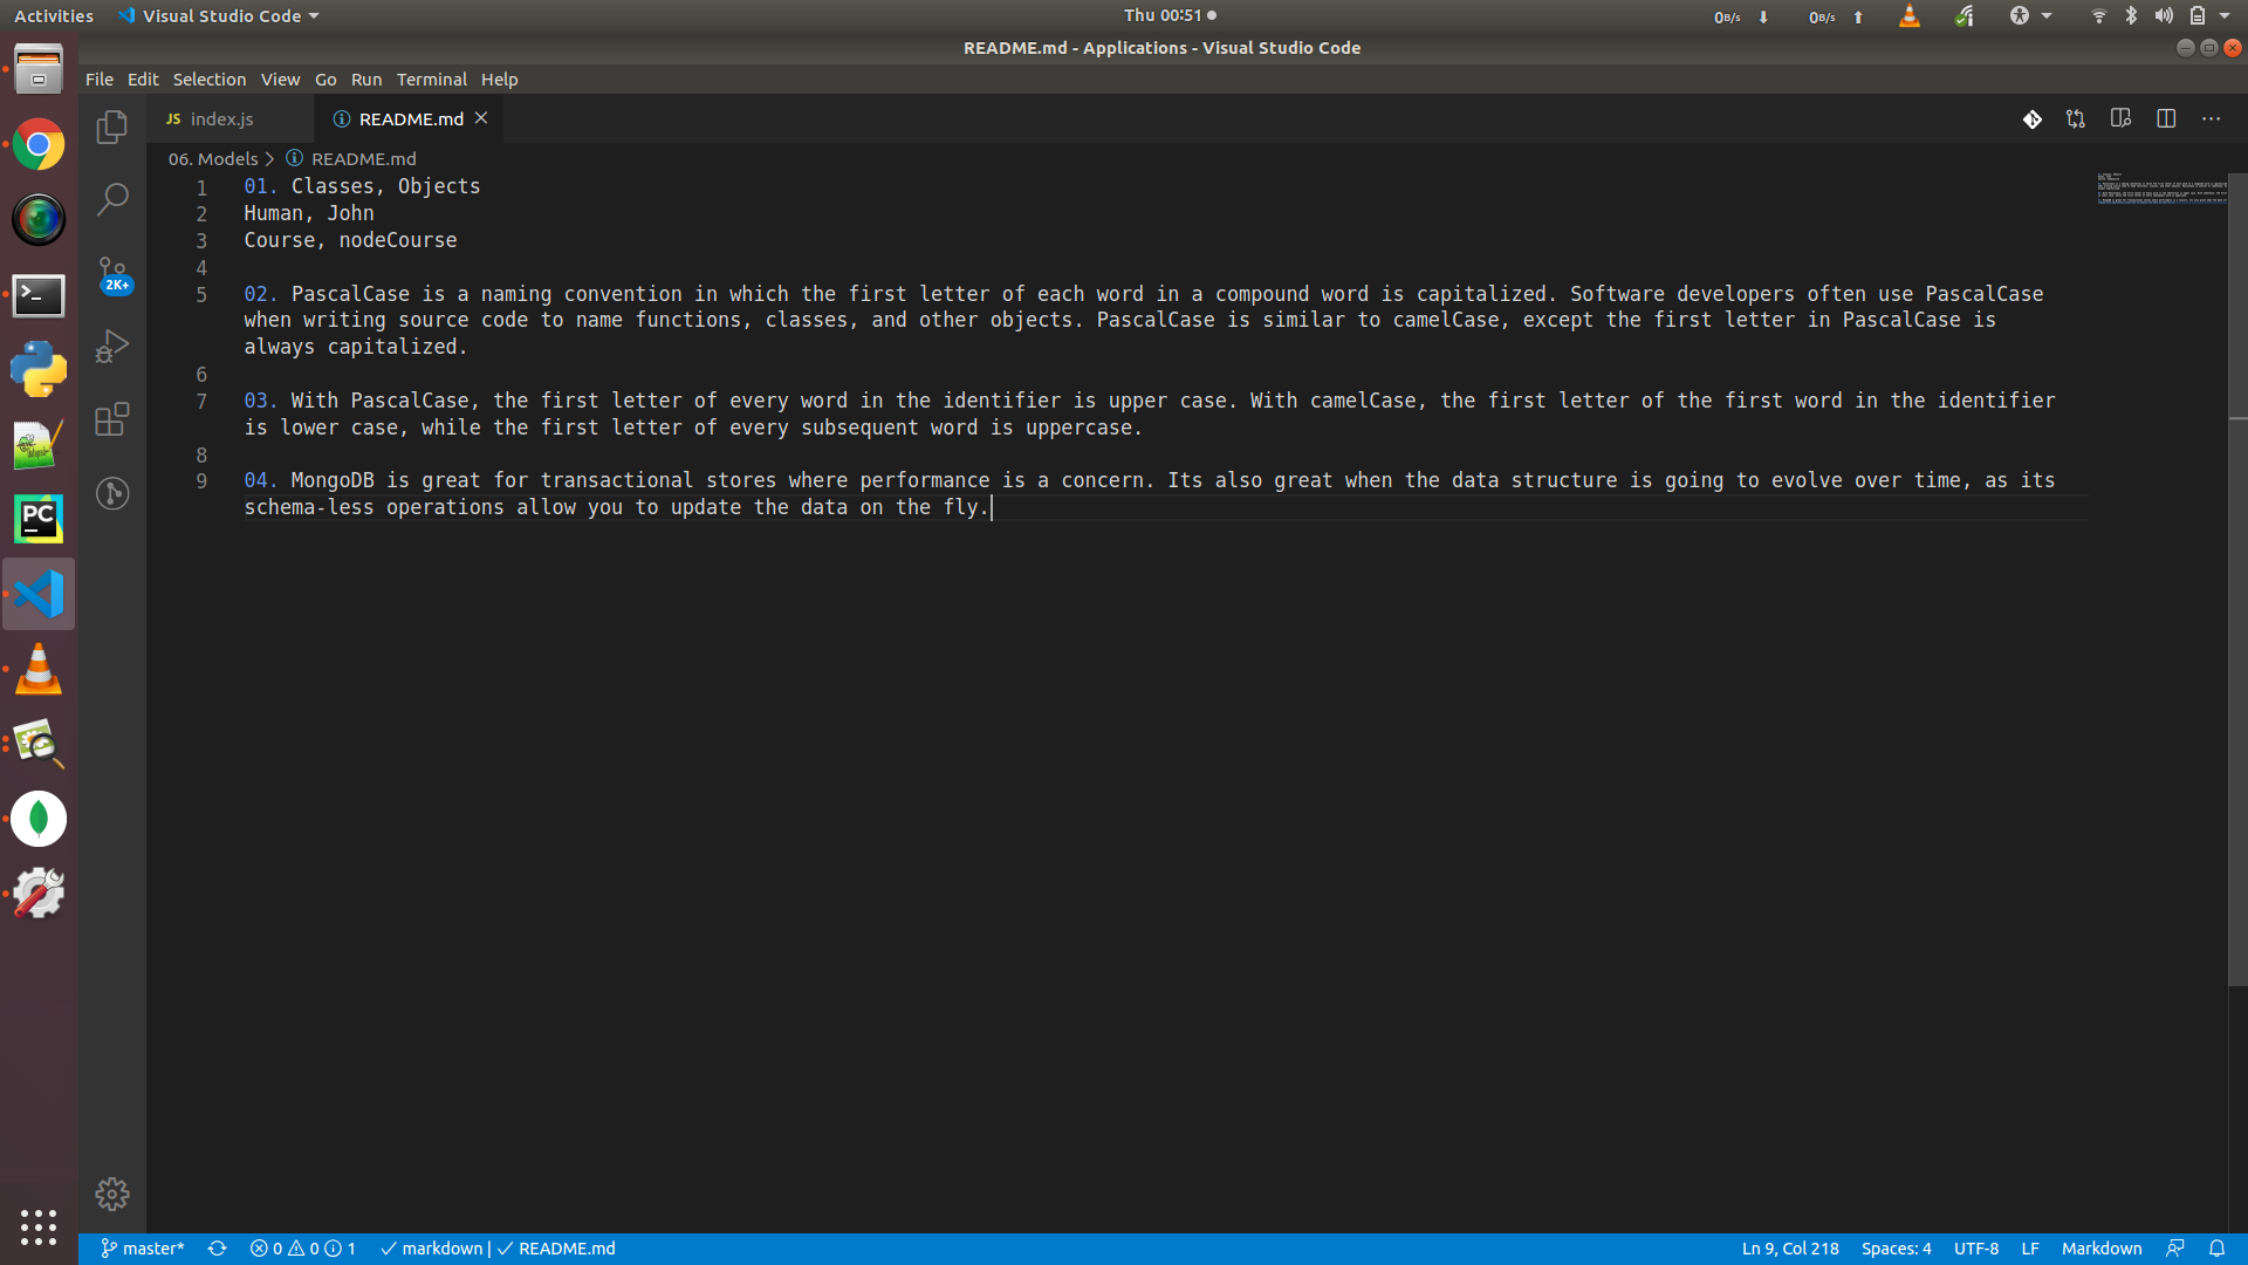 Activities Visual Studio Code Thu 00:51 0B/s 0B/s
README.md - Applications - Visual Studio Code
File Edit Selection View Go Run Terminal Help
JS index.js README.md
06. Models > README.md
1 01. Classes, Objects
2 Human, John
3 Course, nodeCourse
4
5 02. PascalCase is a naming convention in which the first letter of each word in a compound word is capitalized. Software developers often use PascalCase
when writing source code to name functions, classes, and other objects. PascalCase is similar to camelCase, except the first letter in PascalCase is
always capitalized.
6
7 03. With PascalCase, the first letter of every word in the identifier is upper case. With camelCase, the first letter of the first word in the identifier
is lower case, while the first letter of every subsequent word is uppercase.
8
9 04. MongoDB is great for transactional stores where performance is a concern. Its also great when the data structure is going to evolve over time, as its
schema-less operations allow you to update the data on the fly.
2K+
PC
master* 0 0 1 markdown | README.md Ln 9, Col 218 Spaces: 4 UTF-8 LF Markdown